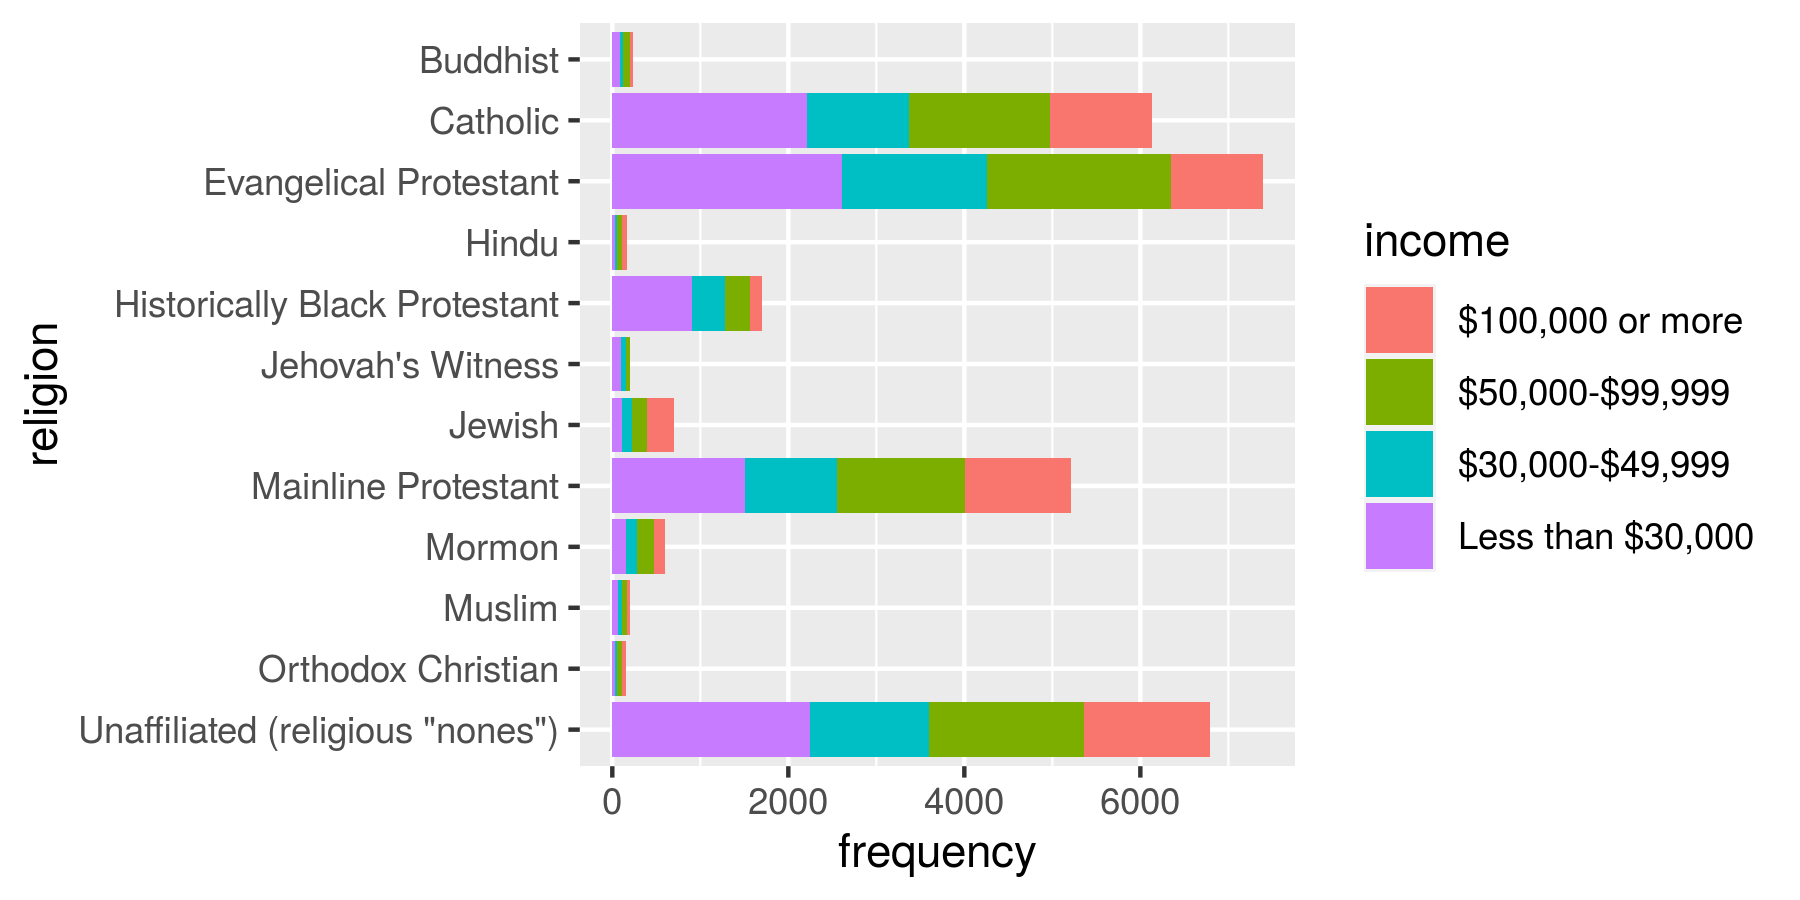 Buddhist
Catholic
Evangelical Protestant
Hindu
Historically Black Protestant
Jehovah's Witness
Jewish
Mainline Protestant
Mormon
Muslim
Orthodox Christian
Unaffiliated (religious "nones")
religion
0 2000 4000 6000
frequency
income
$100,000 or more
$50,000-$99,999
$30,000-$49,999
Less than $30,000